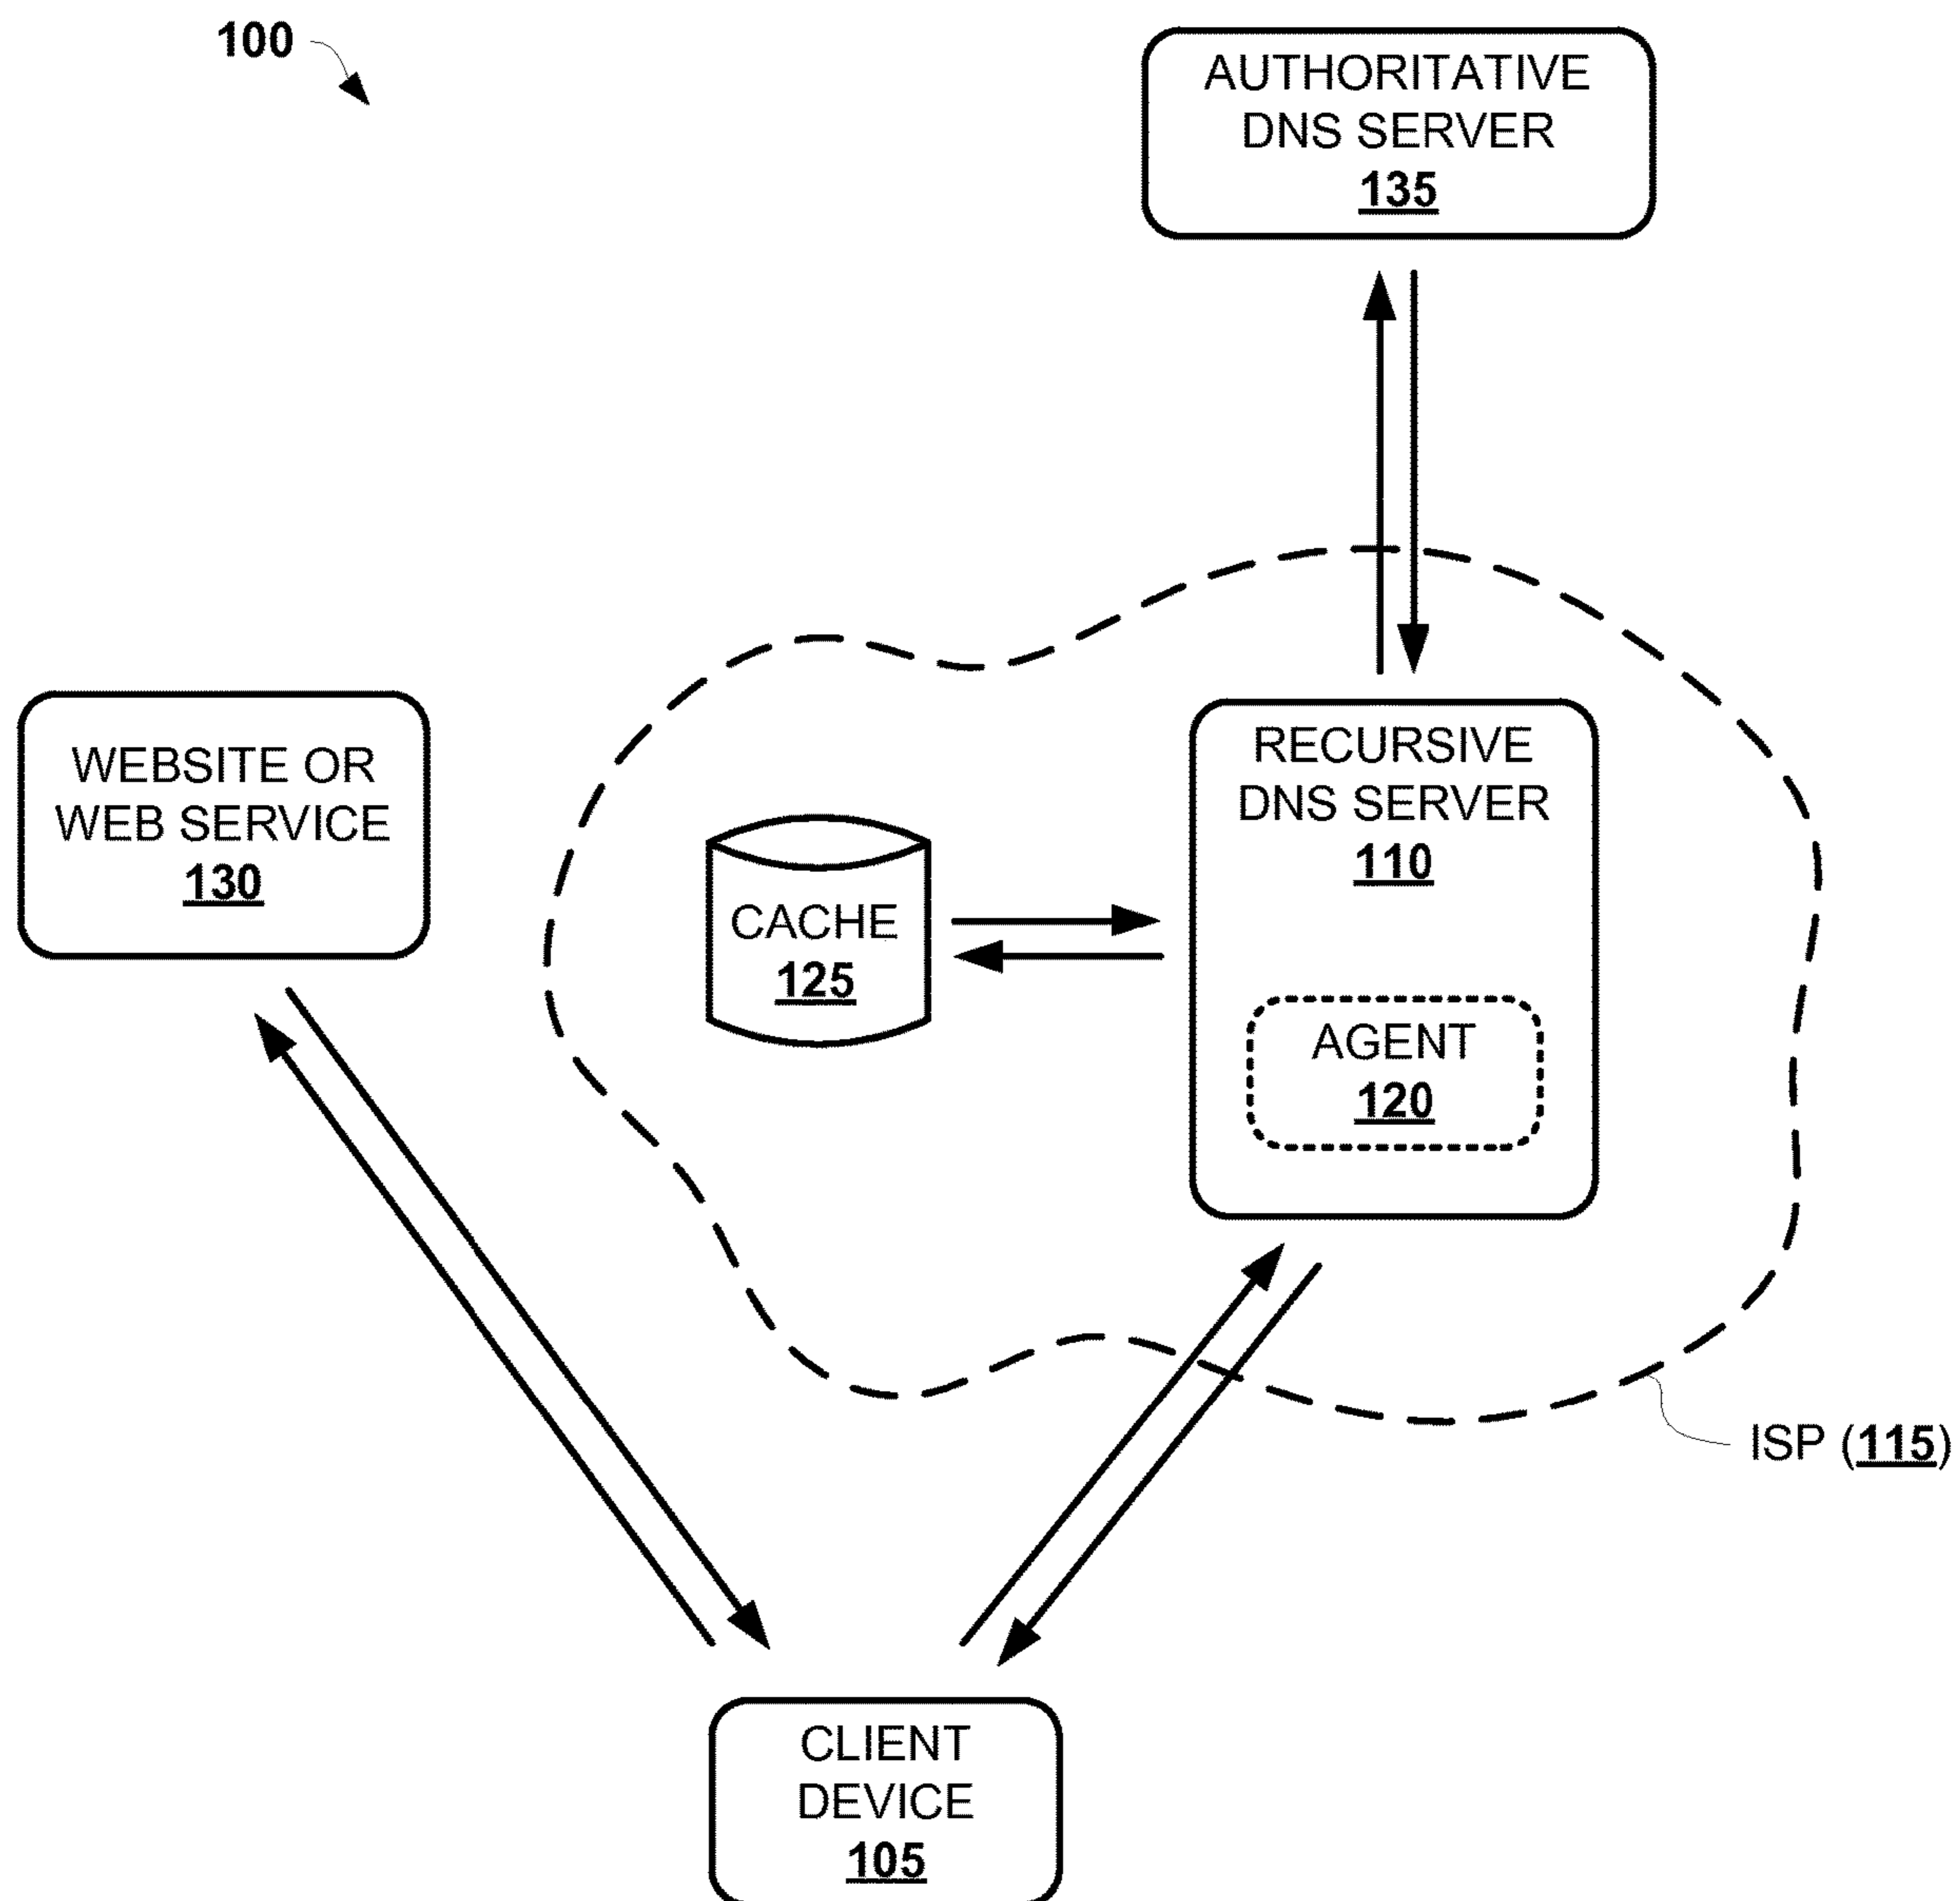 100
AUTHORITATIVE
DNS SERVER
135
WEBSITE OR
WEB SERVICE
130
RECURSIVE
DNS SERVER
110
CACHE
125
AGENT
120
ISP (115)
CLIENT
DEVICE
105